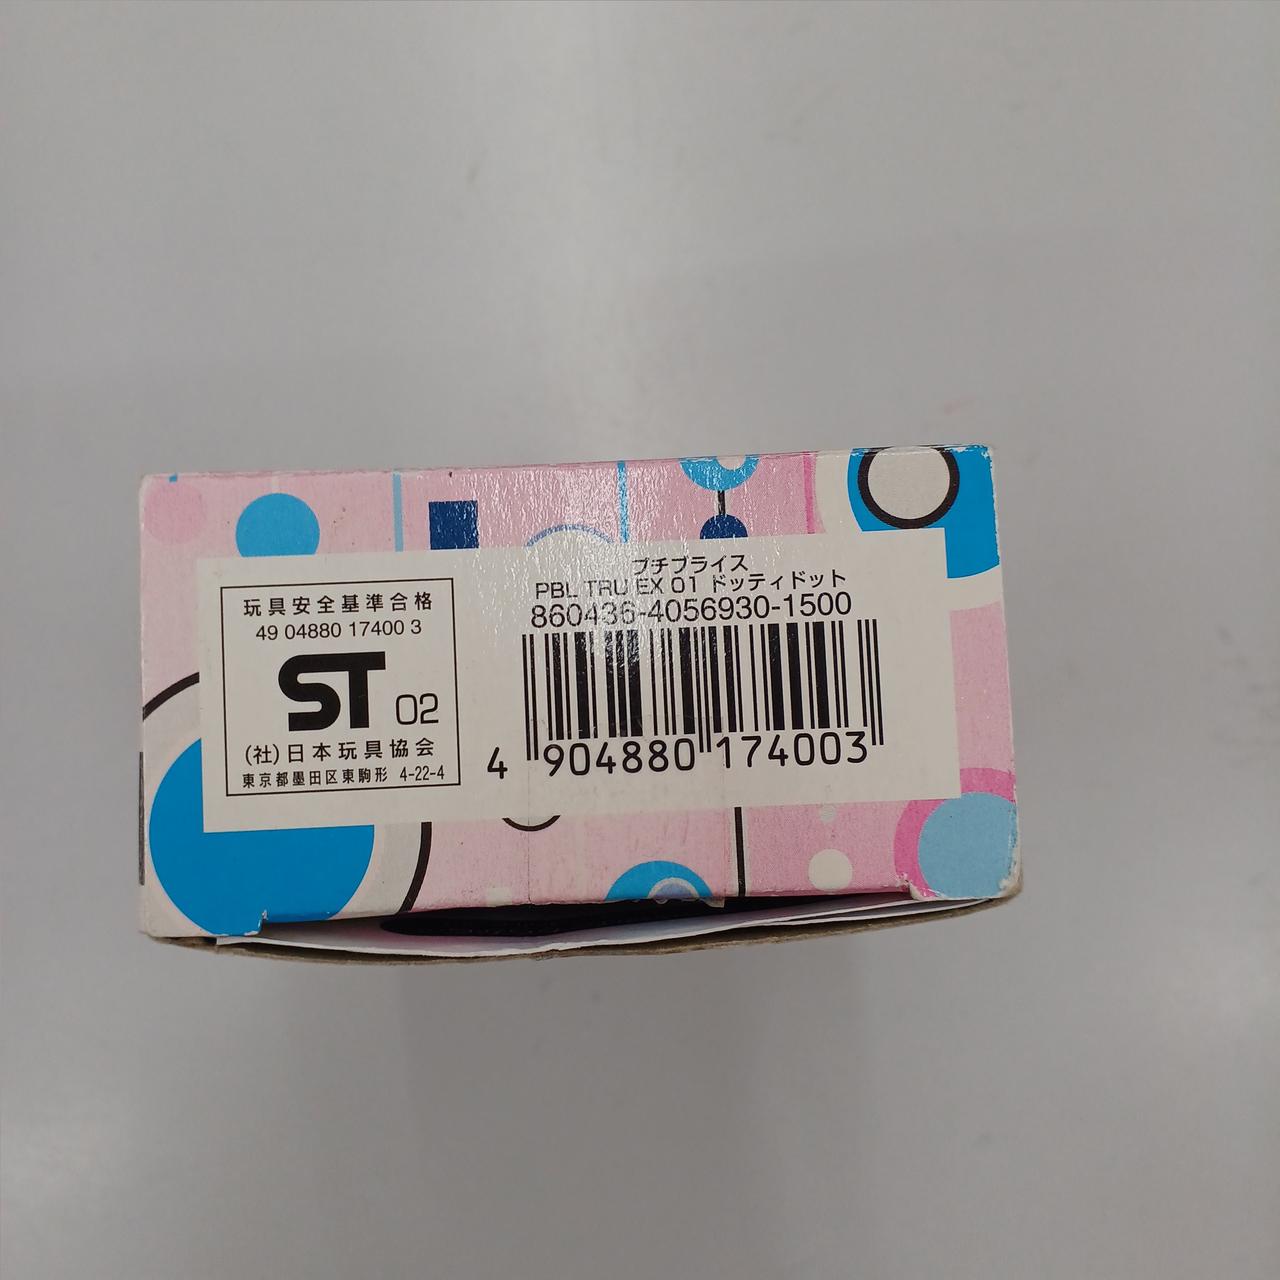 玩具安全基準合格
49 04880 17400 3
ST 02
(社)日本玩具協会
東京都墨田区東駒形 4-22-4
プチブライス
PBL TRU EX 01 ドッティドット
860436-4056930-1500
4 904880 174003